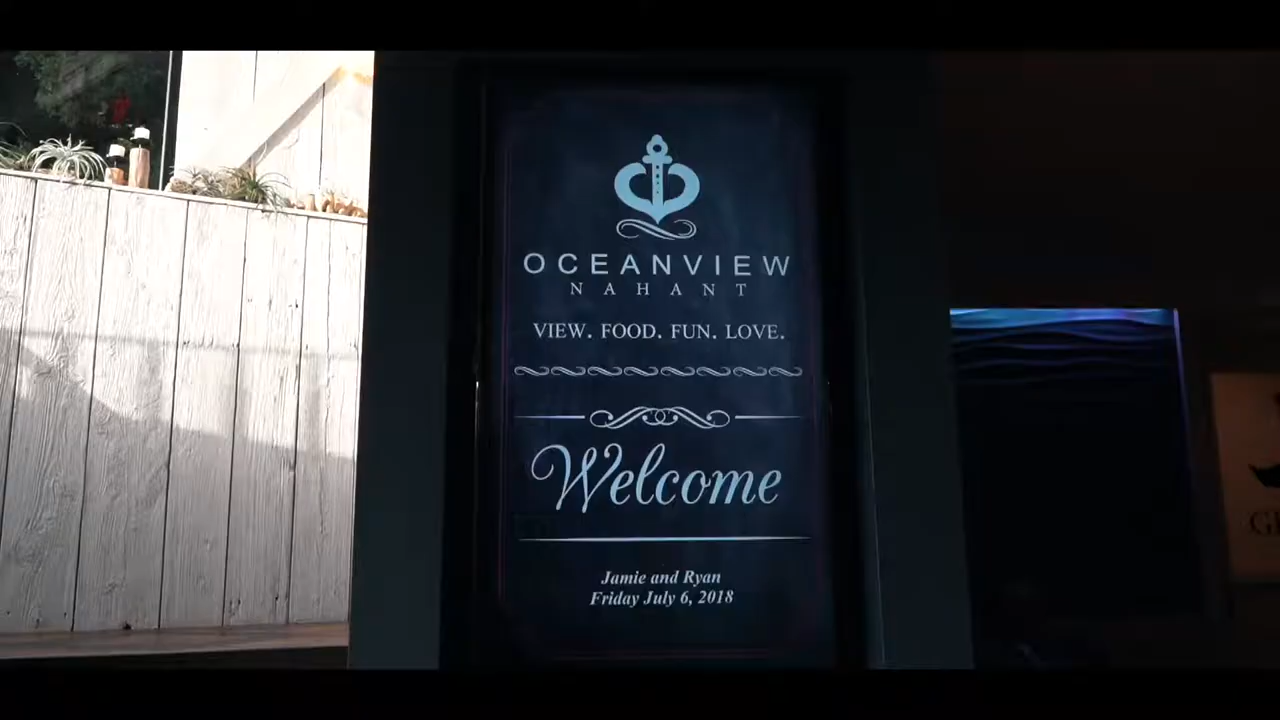 OCEANVIEW
NAHANT
VIEW. FOOD. FUN. LOVE.
Welcome
Jamie and Ryan
Friday July 6, 2018